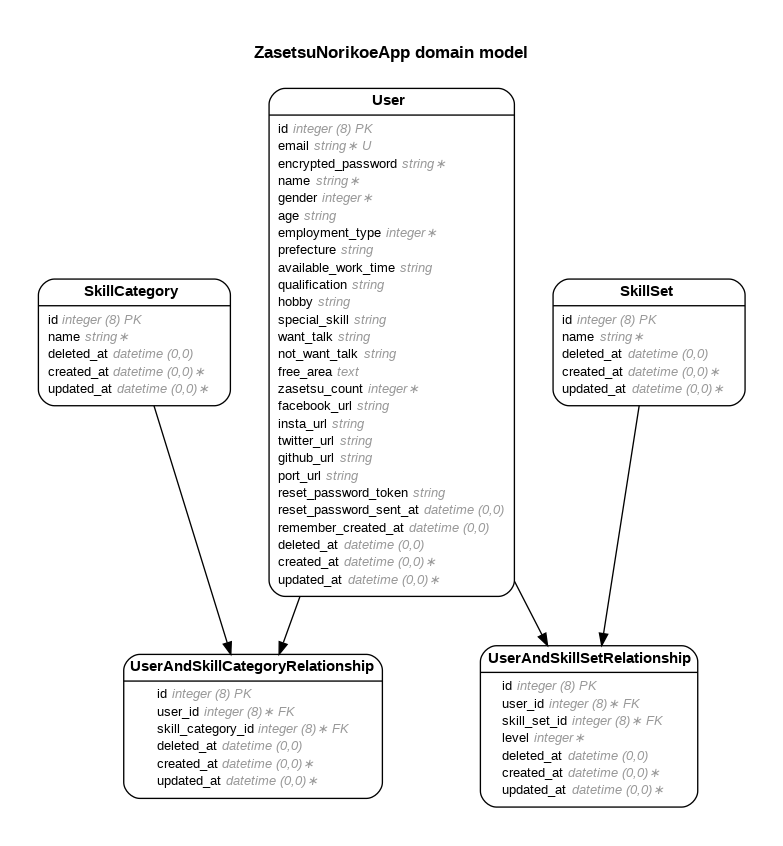 ZasetsuNorikoeApp domain model
User
id integer (8) PK
email string∗ U
encrypted_password string∗
name string∗
gender integer∗
age string
employment_type integer∗
prefecture string
available_work_time string
qualification string
hobby string
special_skill string
want_talk string
not_want_talk string
free_area text
zasetsu_count integer∗
facebook_url string
insta_url string
twitter_url string
github_url string
port_url string
reset_password_token string
reset_password_sent_at datetime (0,0)
remember_created_at datetime (0,0)
deleted_at datetime (0,0)
created_at datetime (0,0)∗
updated_at datetime (0,0)∗
SkillCategory
id integer (8) PK
name string∗
deleted_at datetime (0,0)
created_at datetime (0,0)∗
updated_at datetime (0,0)∗
SkillSet
id integer (8) PK
name string∗
deleted_at datetime (0,0)
created_at datetime (0,0)∗
updated_at datetime (0,0)∗
UserAndSkillCategoryRelationship
id integer (8) PK
user_id integer (8)∗ FK
skill_category_id integer (8)∗ FK
deleted_at datetime (0,0)
created_at datetime (0,0)∗
updated_at datetime (0,0)∗
UserAndSkillSetRelationship
id integer (8) PK
user_id integer (8)∗ FK
skill_set_id integer (8)∗ FK
level integer∗
deleted_at datetime (0,0)
created_at datetime (0,0)∗
updated_at datetime (0,0)∗